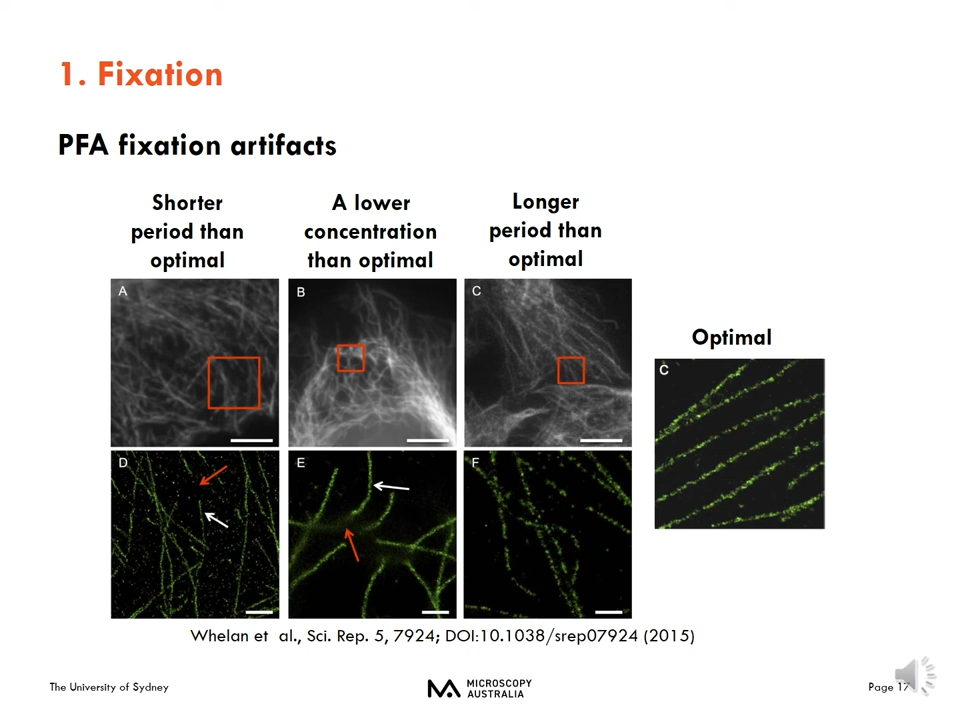 1. Fixation
PFA fixation artifacts
Shorter
period than
optimal
A lower
concentration
than optimal
Longer
period than
optimal
Optimal
A
B
C
C
D
E
F
Whelan et al., Sci. Rep. 5, 7924; DOI:10.1038/srep07924 (2015)
The University of Sydney
MICROSCOPY
AUSTRALIA
Page 17